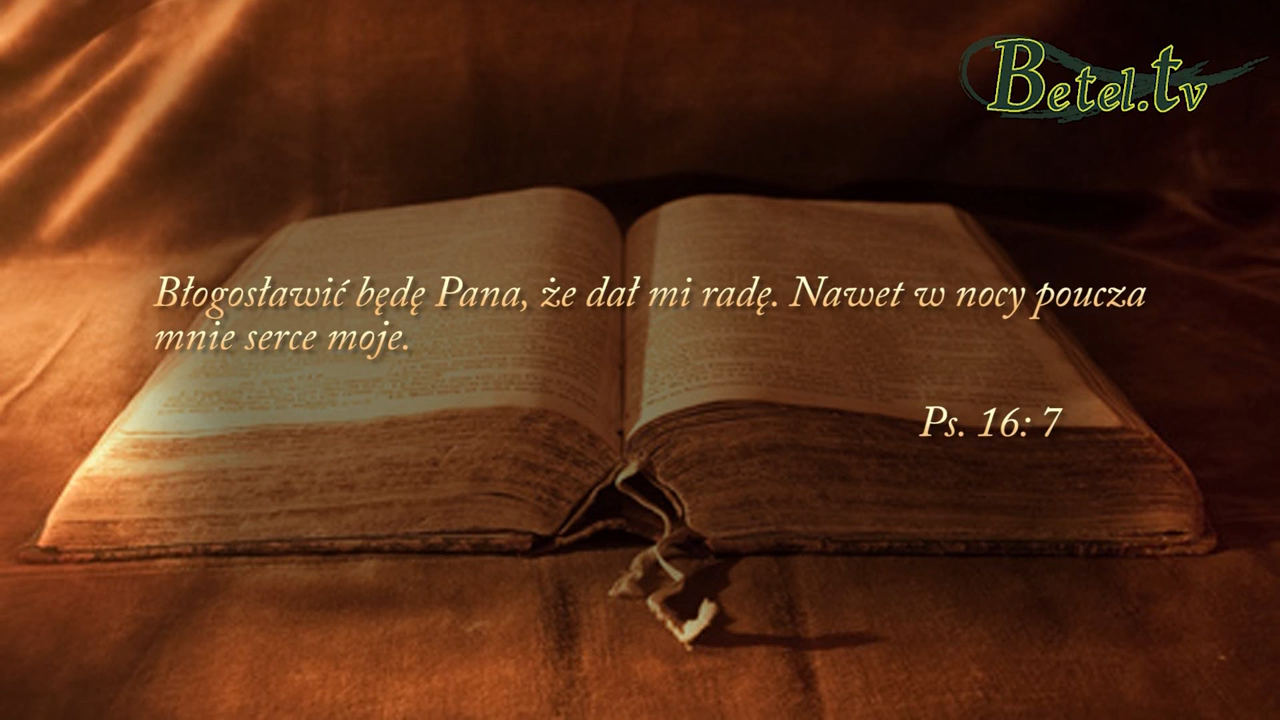 Betel.tv
Błogosławić będę Pana, że dał mi radę. Nawet w nocy poucza
mnie serce moje.
Ps. 16: 7